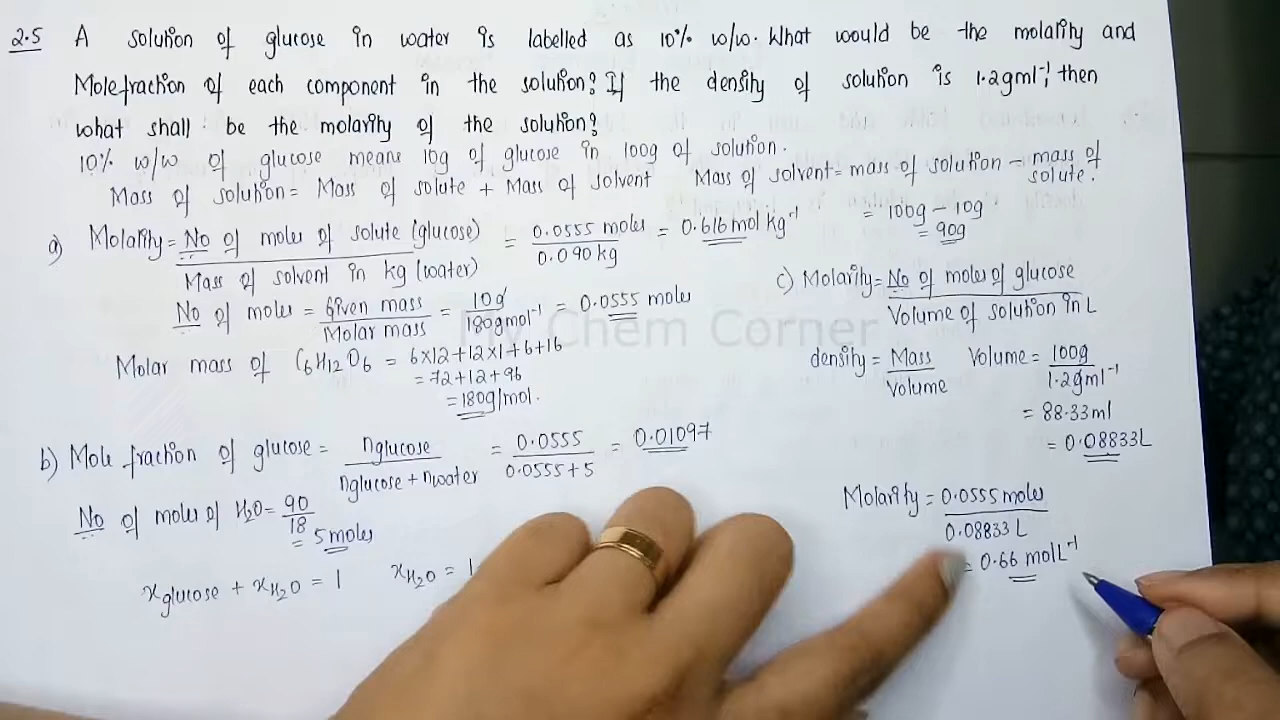 2.5 A solution of glucose in water is labelled as 10% w/w. What would be the molality and
Mole fraction of each component in the solution? If the density of solution is 1.2gml⁻¹, then
what shall be the molarity of the solution?
10% w/w of glucose means 10g of glucose in 100g of solution.
Mass of solution = Mass of solute + Mass of solvent
Mass of solvent = mass of solution - mass of solute.
= 100g - 10g
= 90g
a) Molality = No of moles of solute (glucose) / Mass of solvent in kg (water) = 0.0555 moles / 0.090 kg = 0.616 mol kg⁻¹
No of moles = Given mass / Molar mass = 10g / 180gmol⁻¹ = 0.0555 moles
Molar mass of C₆H₁₂O₆ = 6×12+12×1+6+16
= 72+12+96
= 180g/mol.
b) Mole fraction of glucose = nglucose / nglucose + nwater = 0.0555 / 0.0555+5 = 0.01097
No of moles of H₂O = 90 / 18
= 5 moles
xglucose + xH₂O = 1
xH₂O = 1
c) Molarity = No of moles of glucose / Volume of solution in L
density = Mass / Volume
Volume = 100g / 1.2gml⁻¹
= 88.33ml
= 0.08833L
Molarity = 0.0555 moles / 0.08833 L
= 0.66 molL⁻¹
My Chem Corner